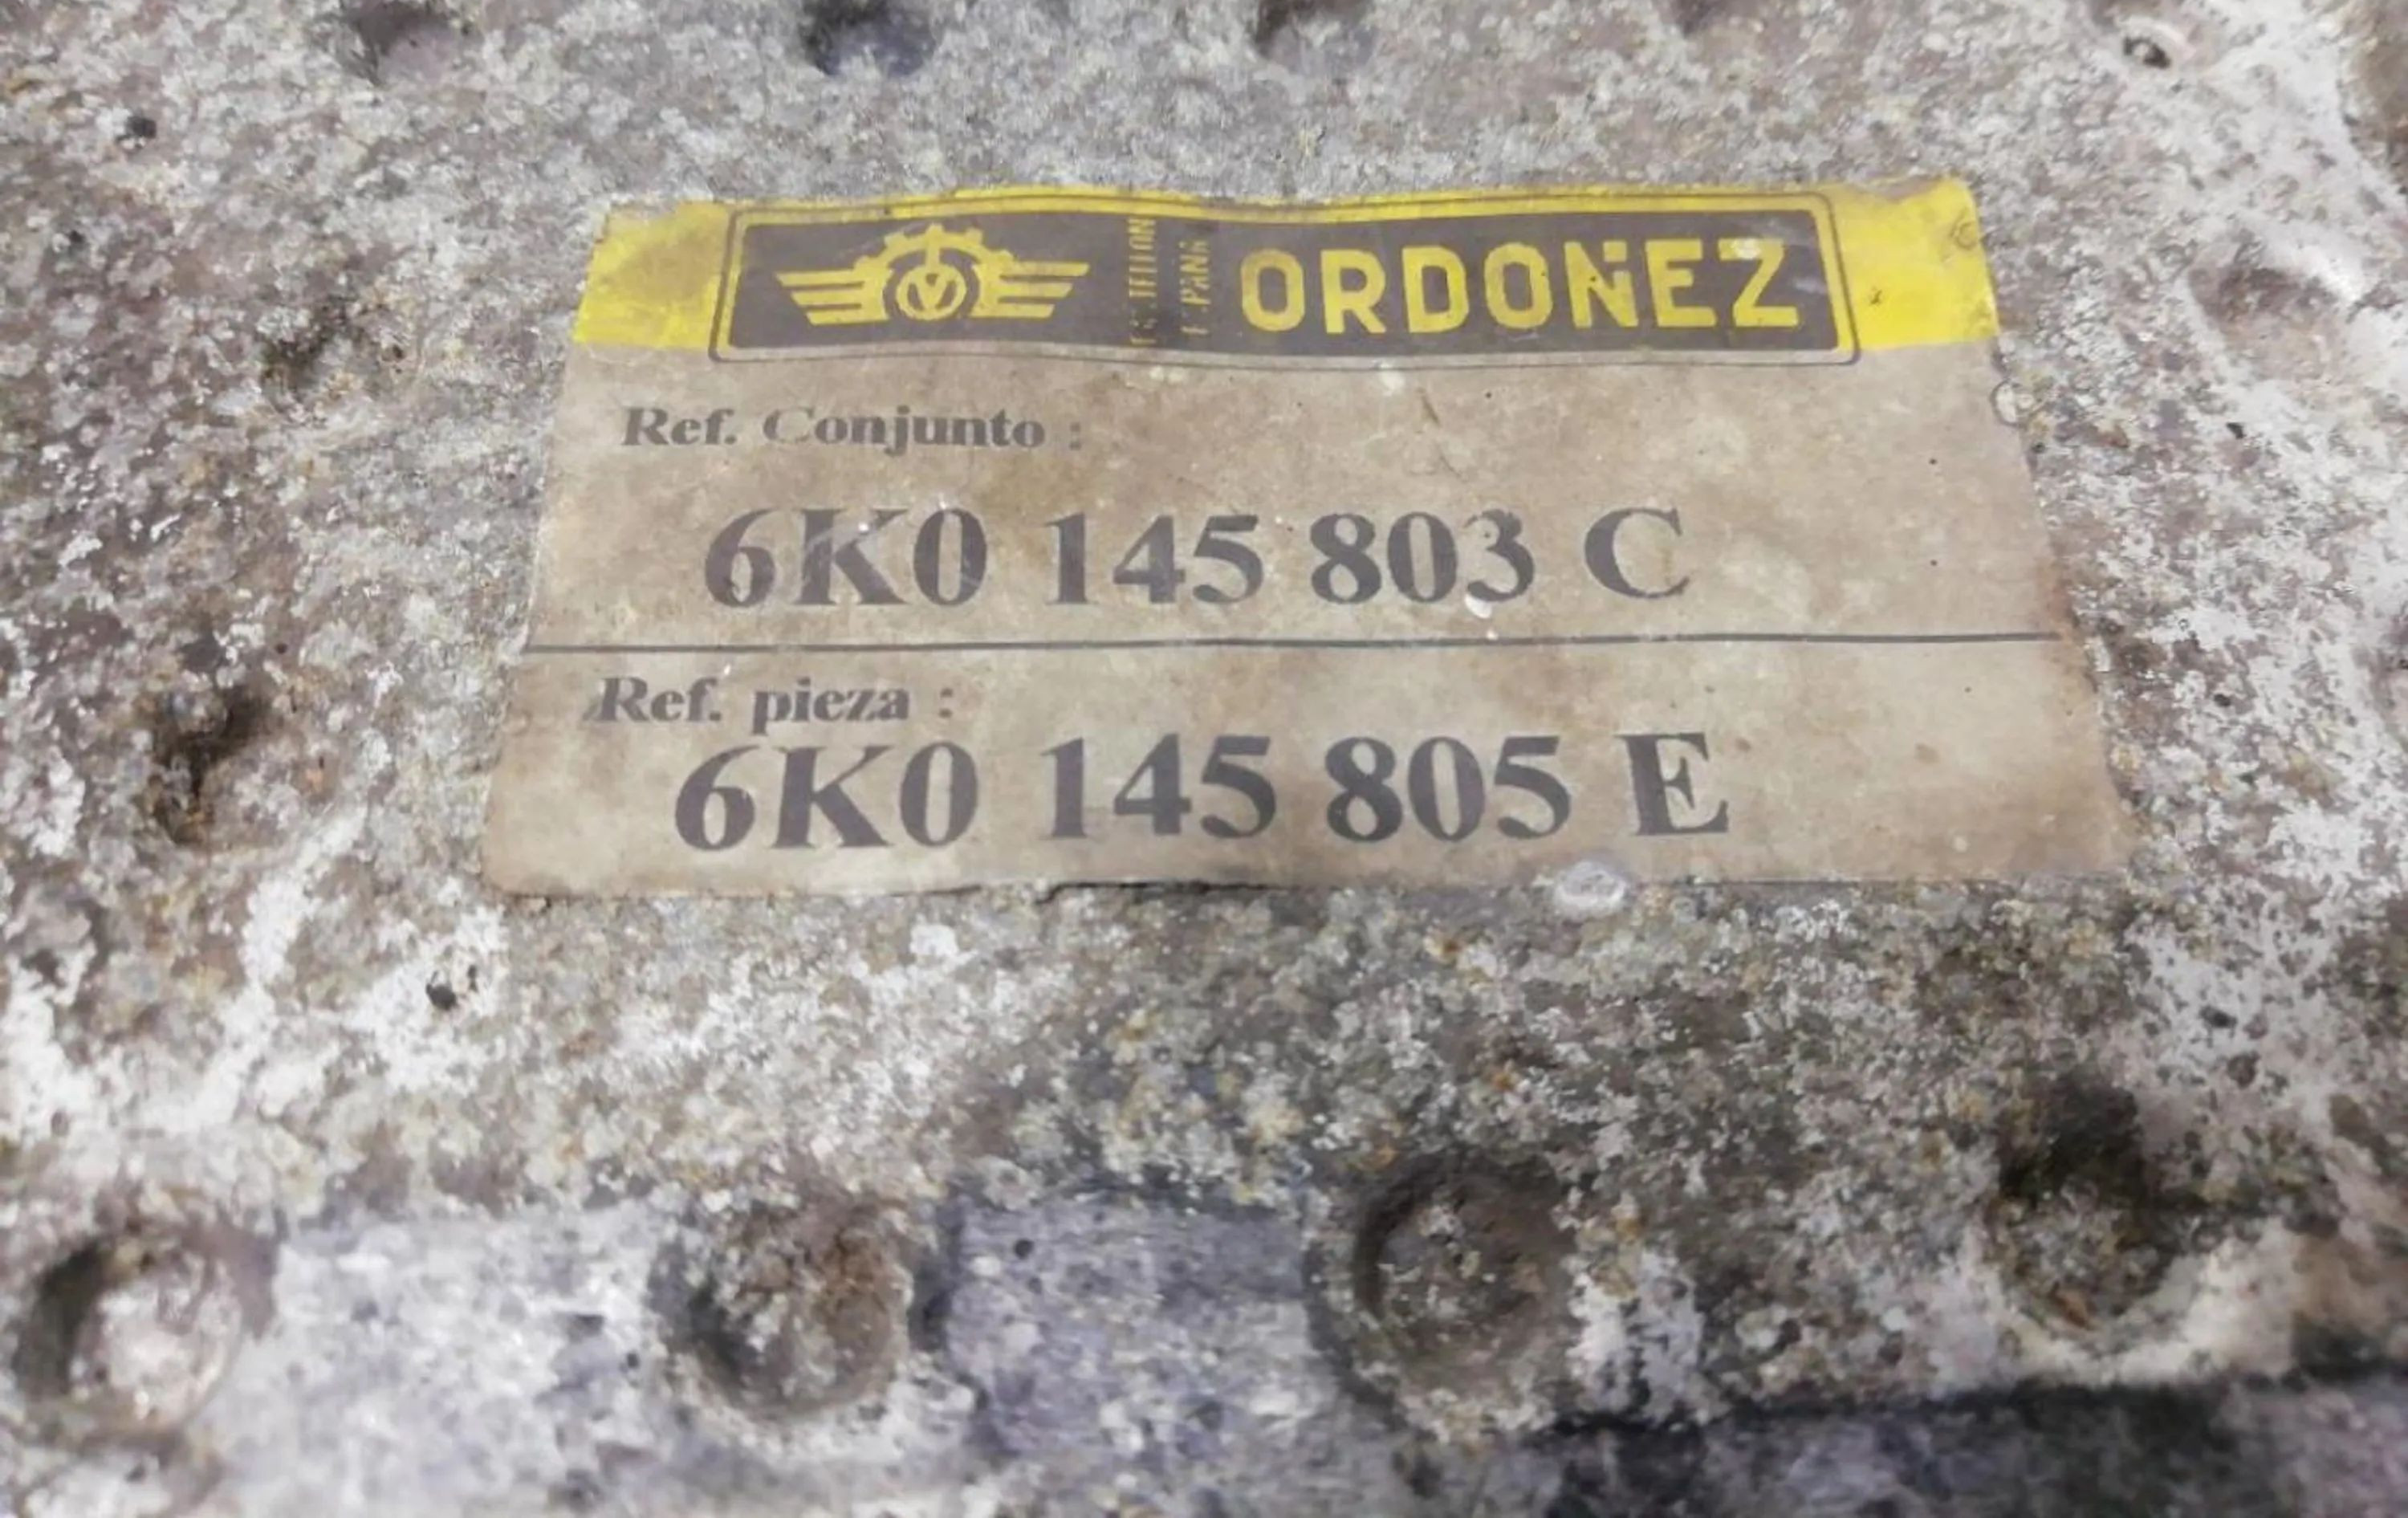 ORDOÑEZ
Ref. Conjunto :
6K0 145 803 C
Ref. pieza :
6K0 145 805 E